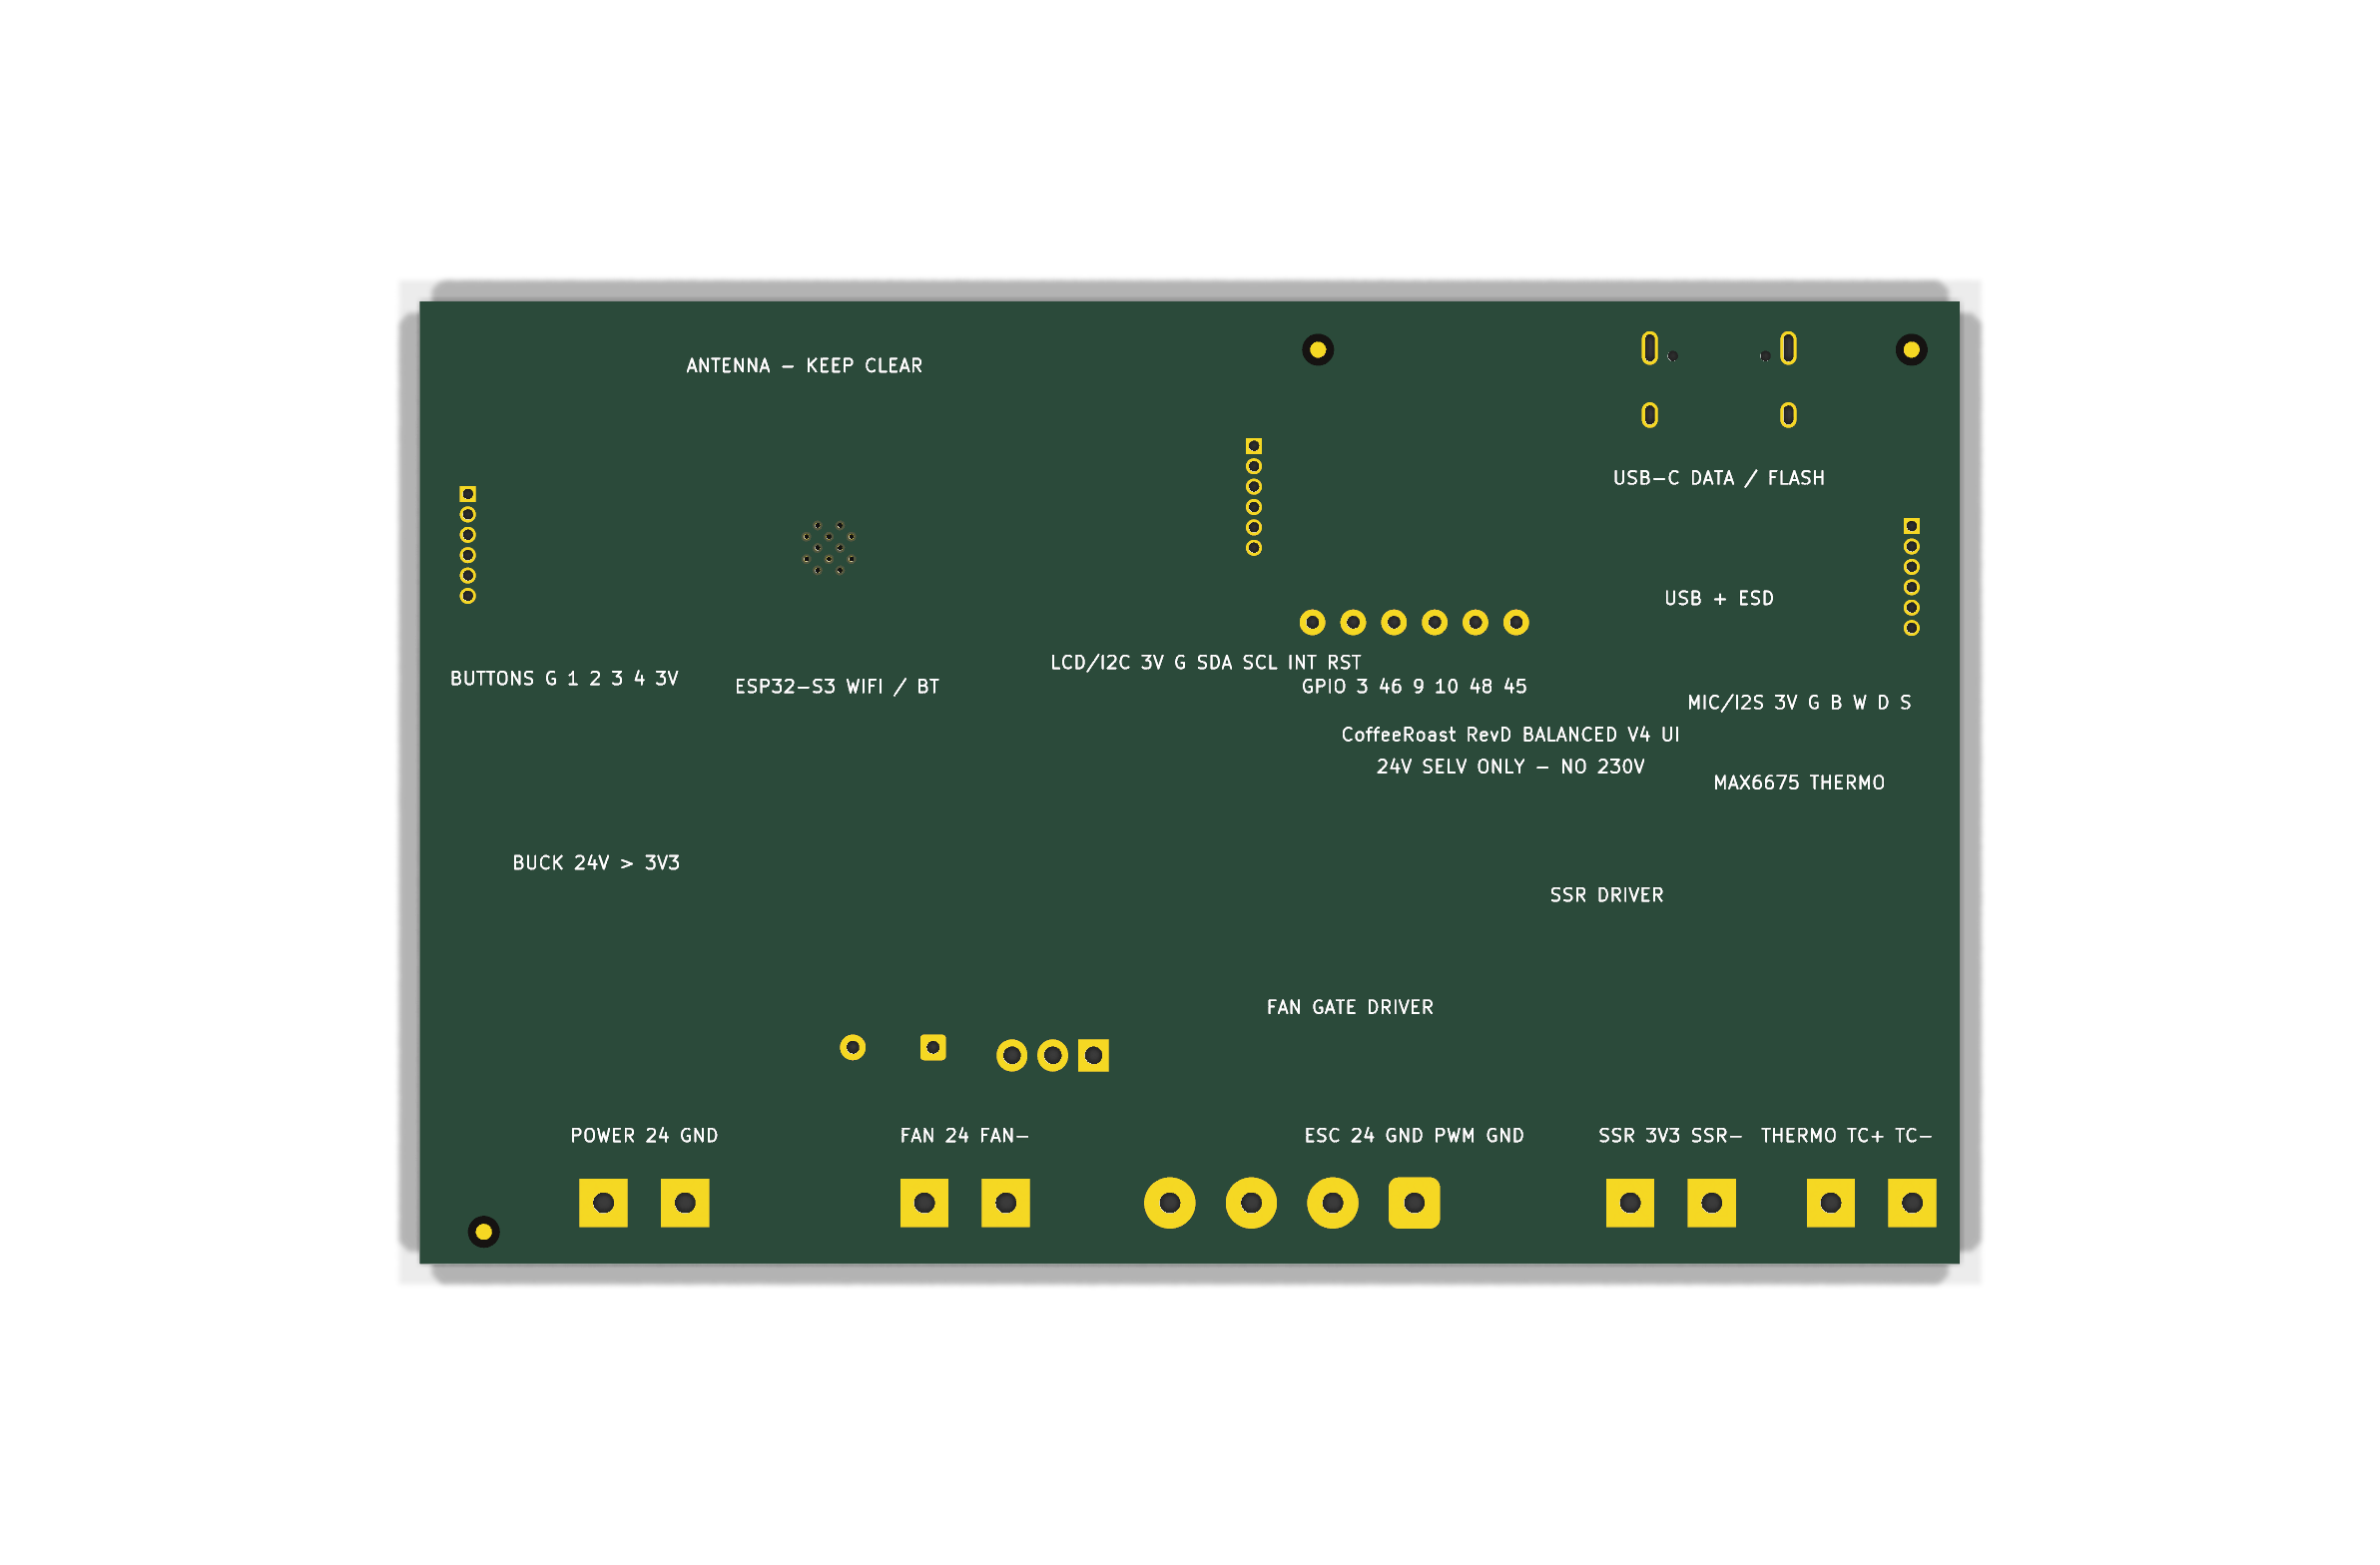 ANTENNA - KEEP CLEAR
USB-C DATA / FLASH
USB + ESD
LCD/I2C 3V G SDA SCL INT RST
BUTTONS G 1 2 3 4 3V
ESP32-S3 WIFI / BT
GPIO 3 46 9 10 48 45
MIC/I2S 3V G B W D S
CoffeeRoast RevD BALANCED V4 UI
24V SELV ONLY - NO 230V
MAX6675 THERMO
BUCK 24V > 3V3
SSR DRIVER
FAN GATE DRIVER
POWER 24 GND
FAN 24 FAN-
ESC 24 GND PWM GND
SSR 3V3 SSR-
THERMO TC+ TC-